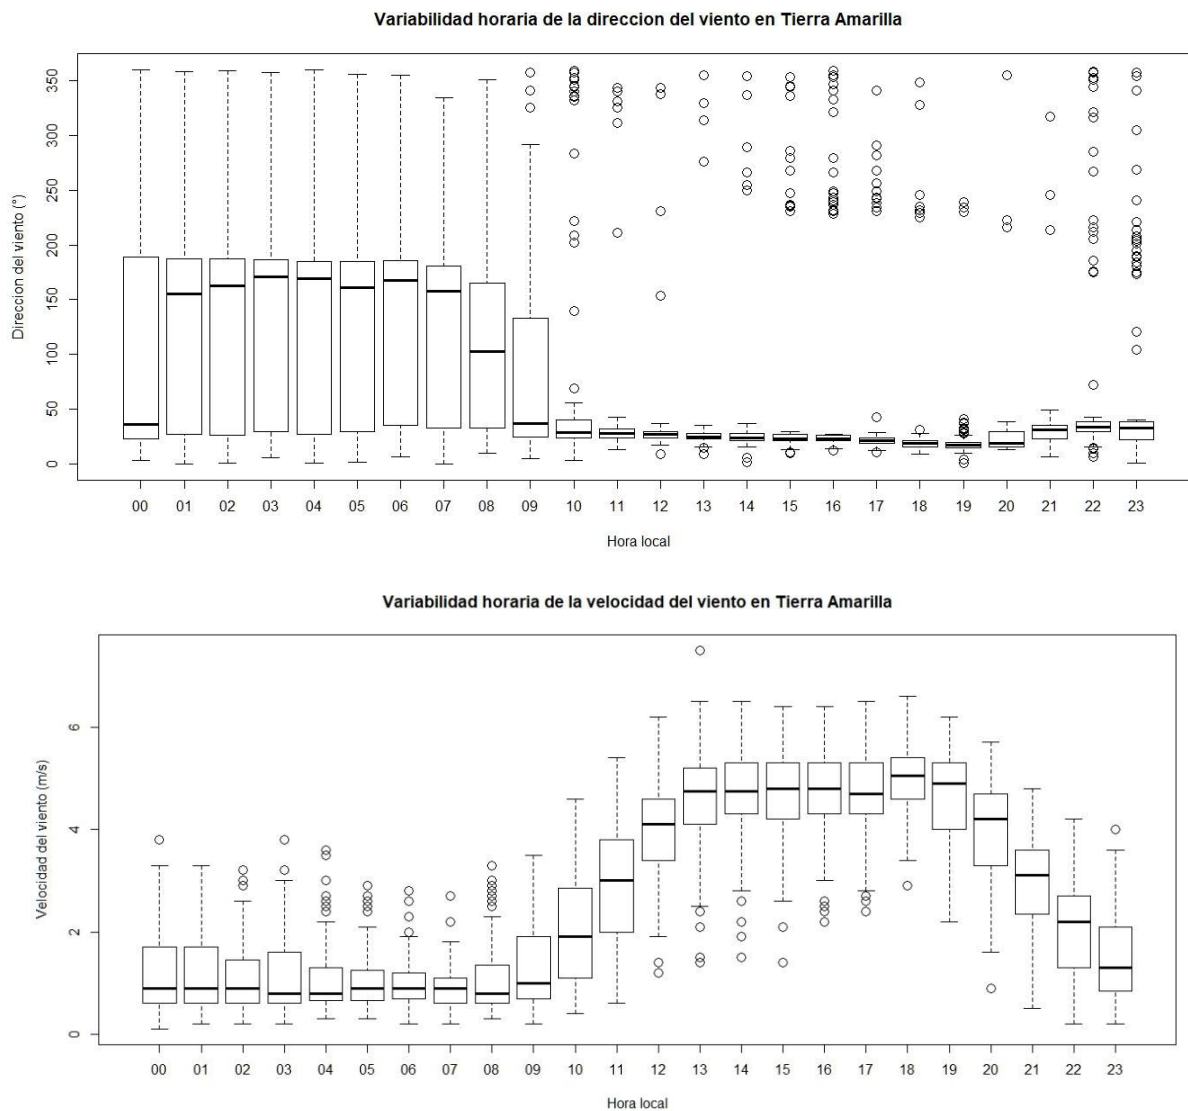 Variabilidad horaria de la direccion del viento en Tierra Amarilla
Direccion del viento (°)
350
300
250
200
150
100
50
0
00 01 02 03 04 05 06 07 08 09 10 11 12 13 14 15 16 17 18 19 20 21 22 23
Hora local
Variabilidad horaria de la velocidad del viento en Tierra Amarilla
Velocidad del viento (m/s)
6
4
2
0
00 01 02 03 04 05 06 07 08 09 10 11 12 13 14 15 16 17 18 19 20 21 22 23
Hora local